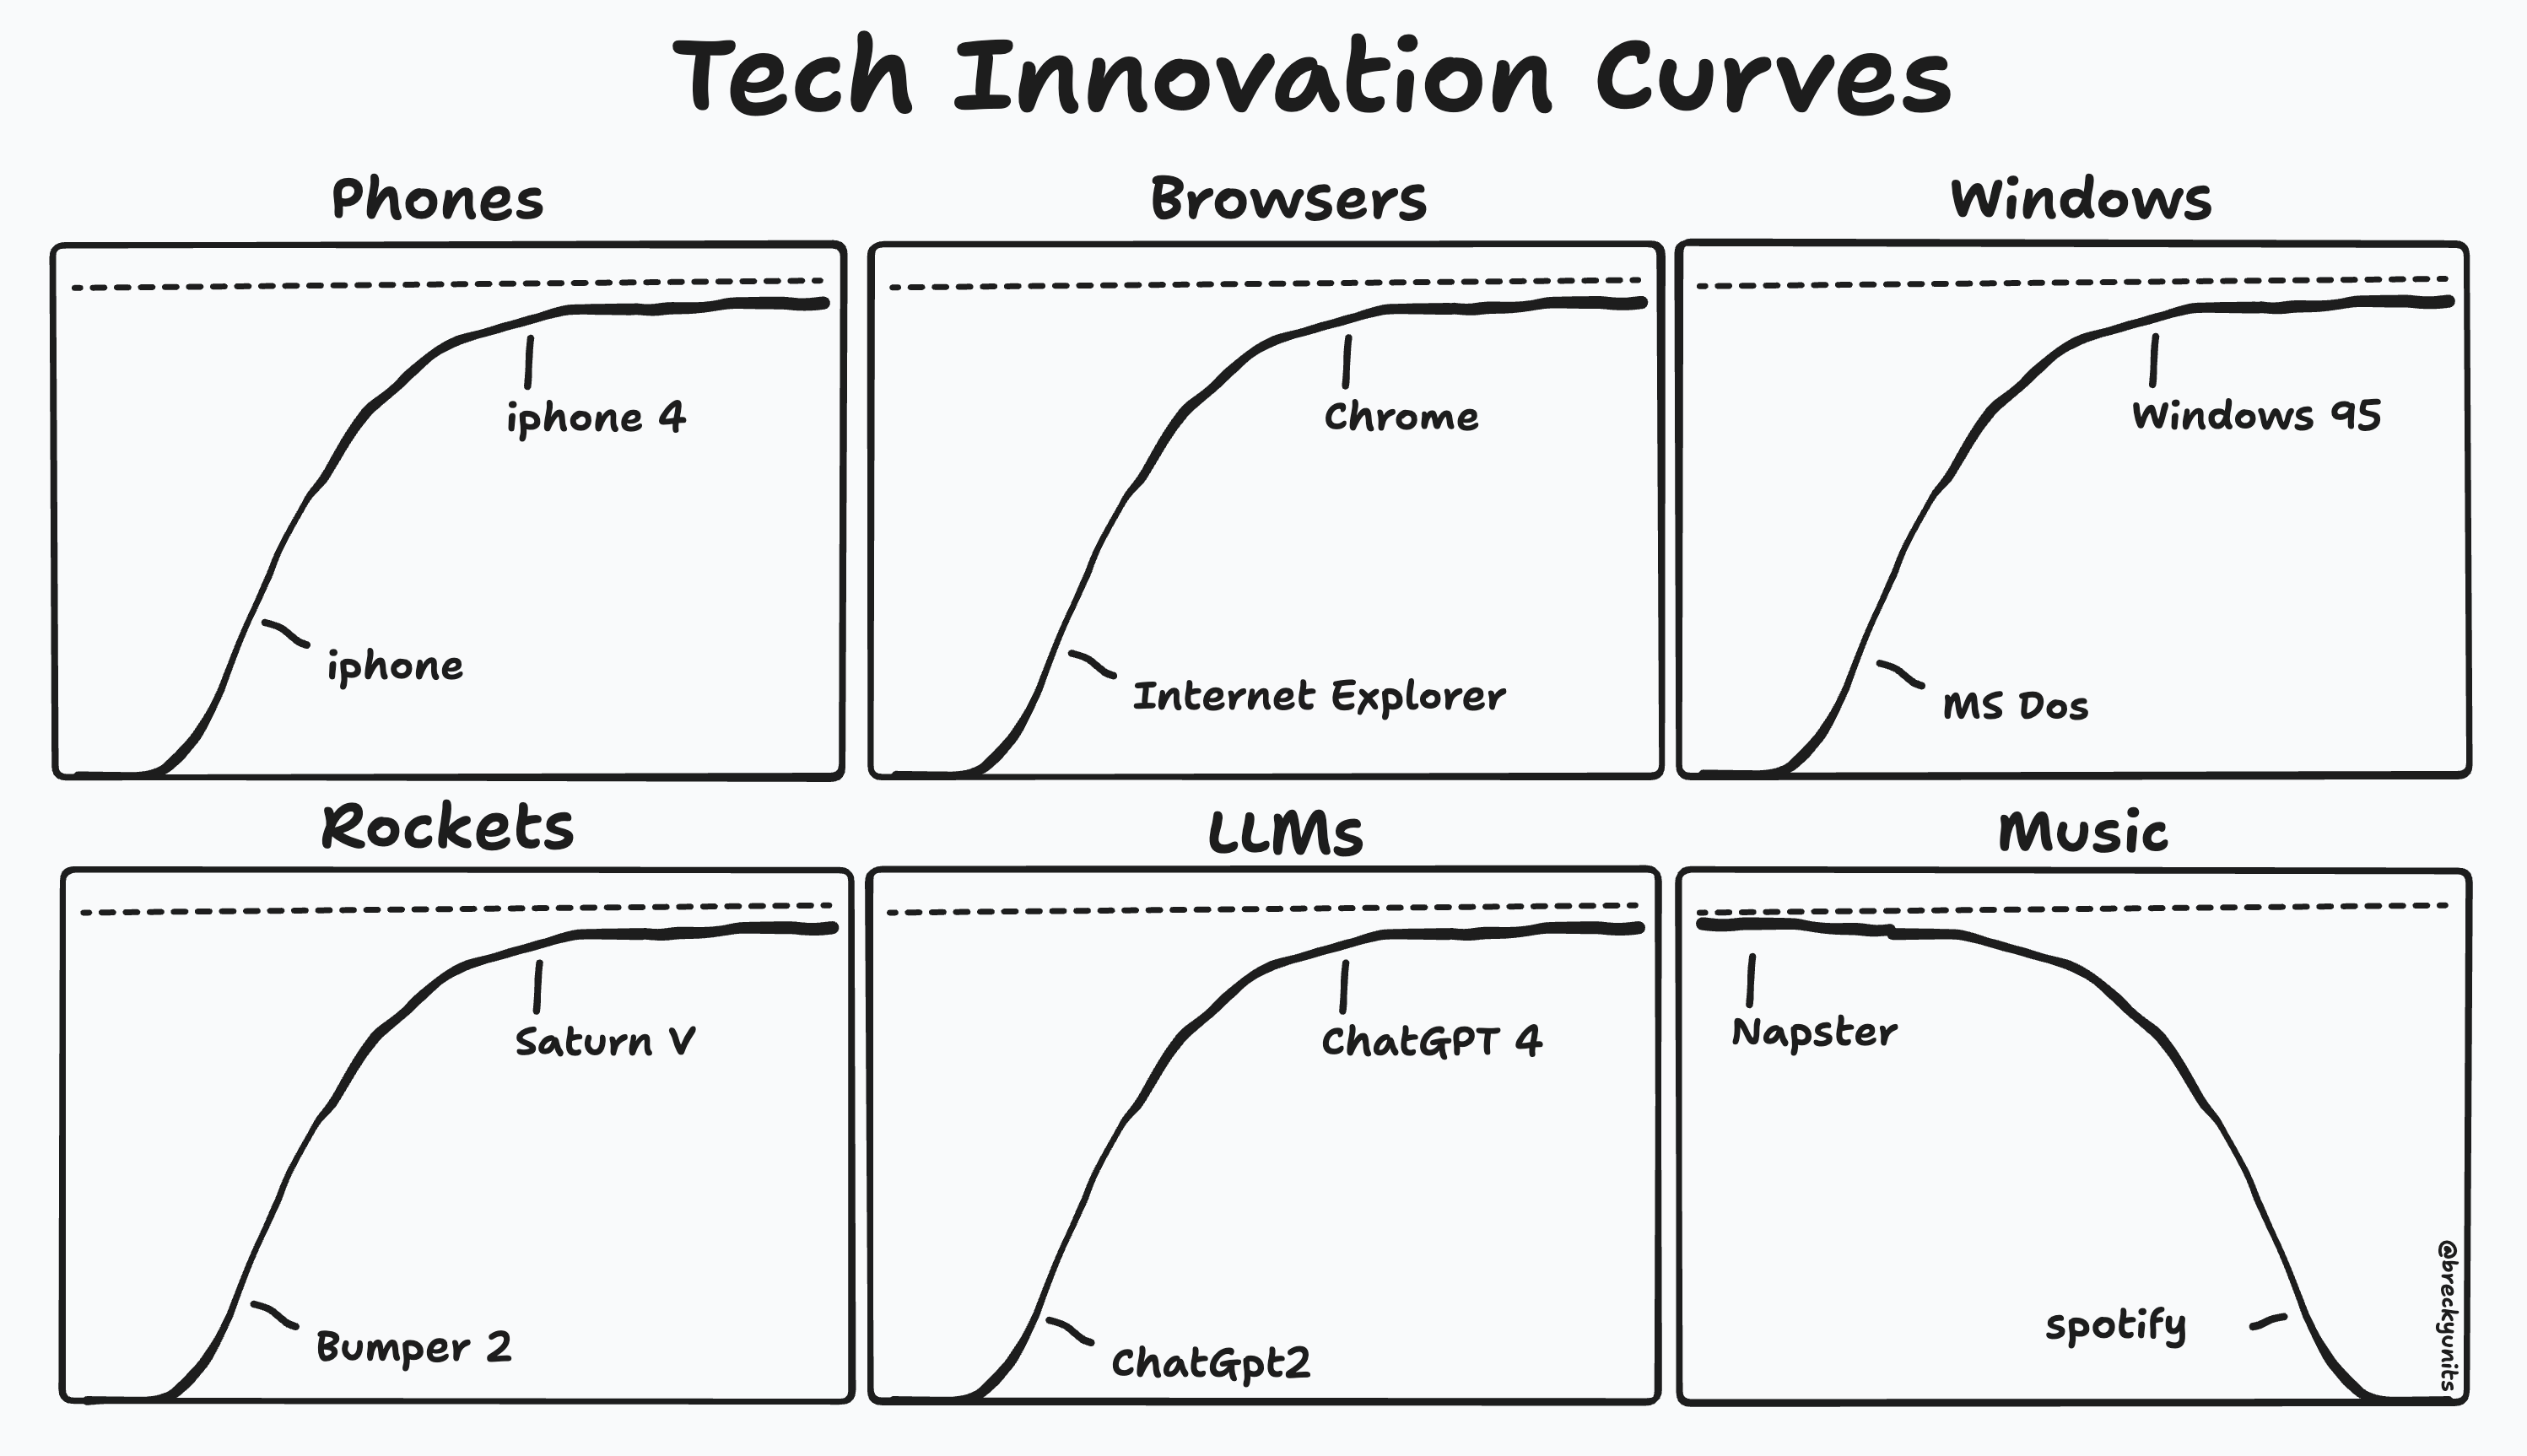 Tech Innovation Curves
Phones
Browsers
Windows
iphone 4
Chrome
Windows 95
iphone
Internet Explorer
MS Dos
Rockets
LLMs
Music
Saturn V
ChatGPT 4
Napster
Bumper 2
ChatGpt2
spotify
@breckyunits